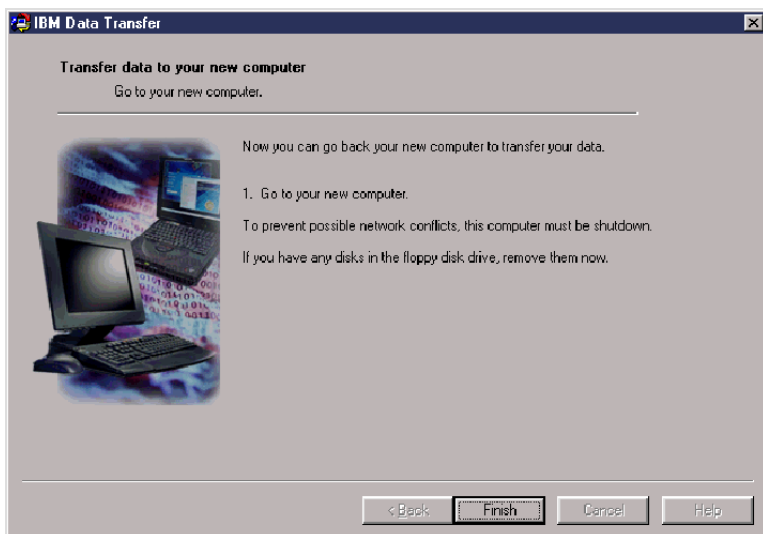 IBM Data Transfer
Transfer data to your new computer
Go to your new computer.
Now you can go back your new computer to transfer your data.
1. Go to your new computer.
To prevent possible network conflicts, this computer must be shutdown.
If you have any disks in the floppy disk drive, remove them now.
< Back
Finish
Cancel
Help